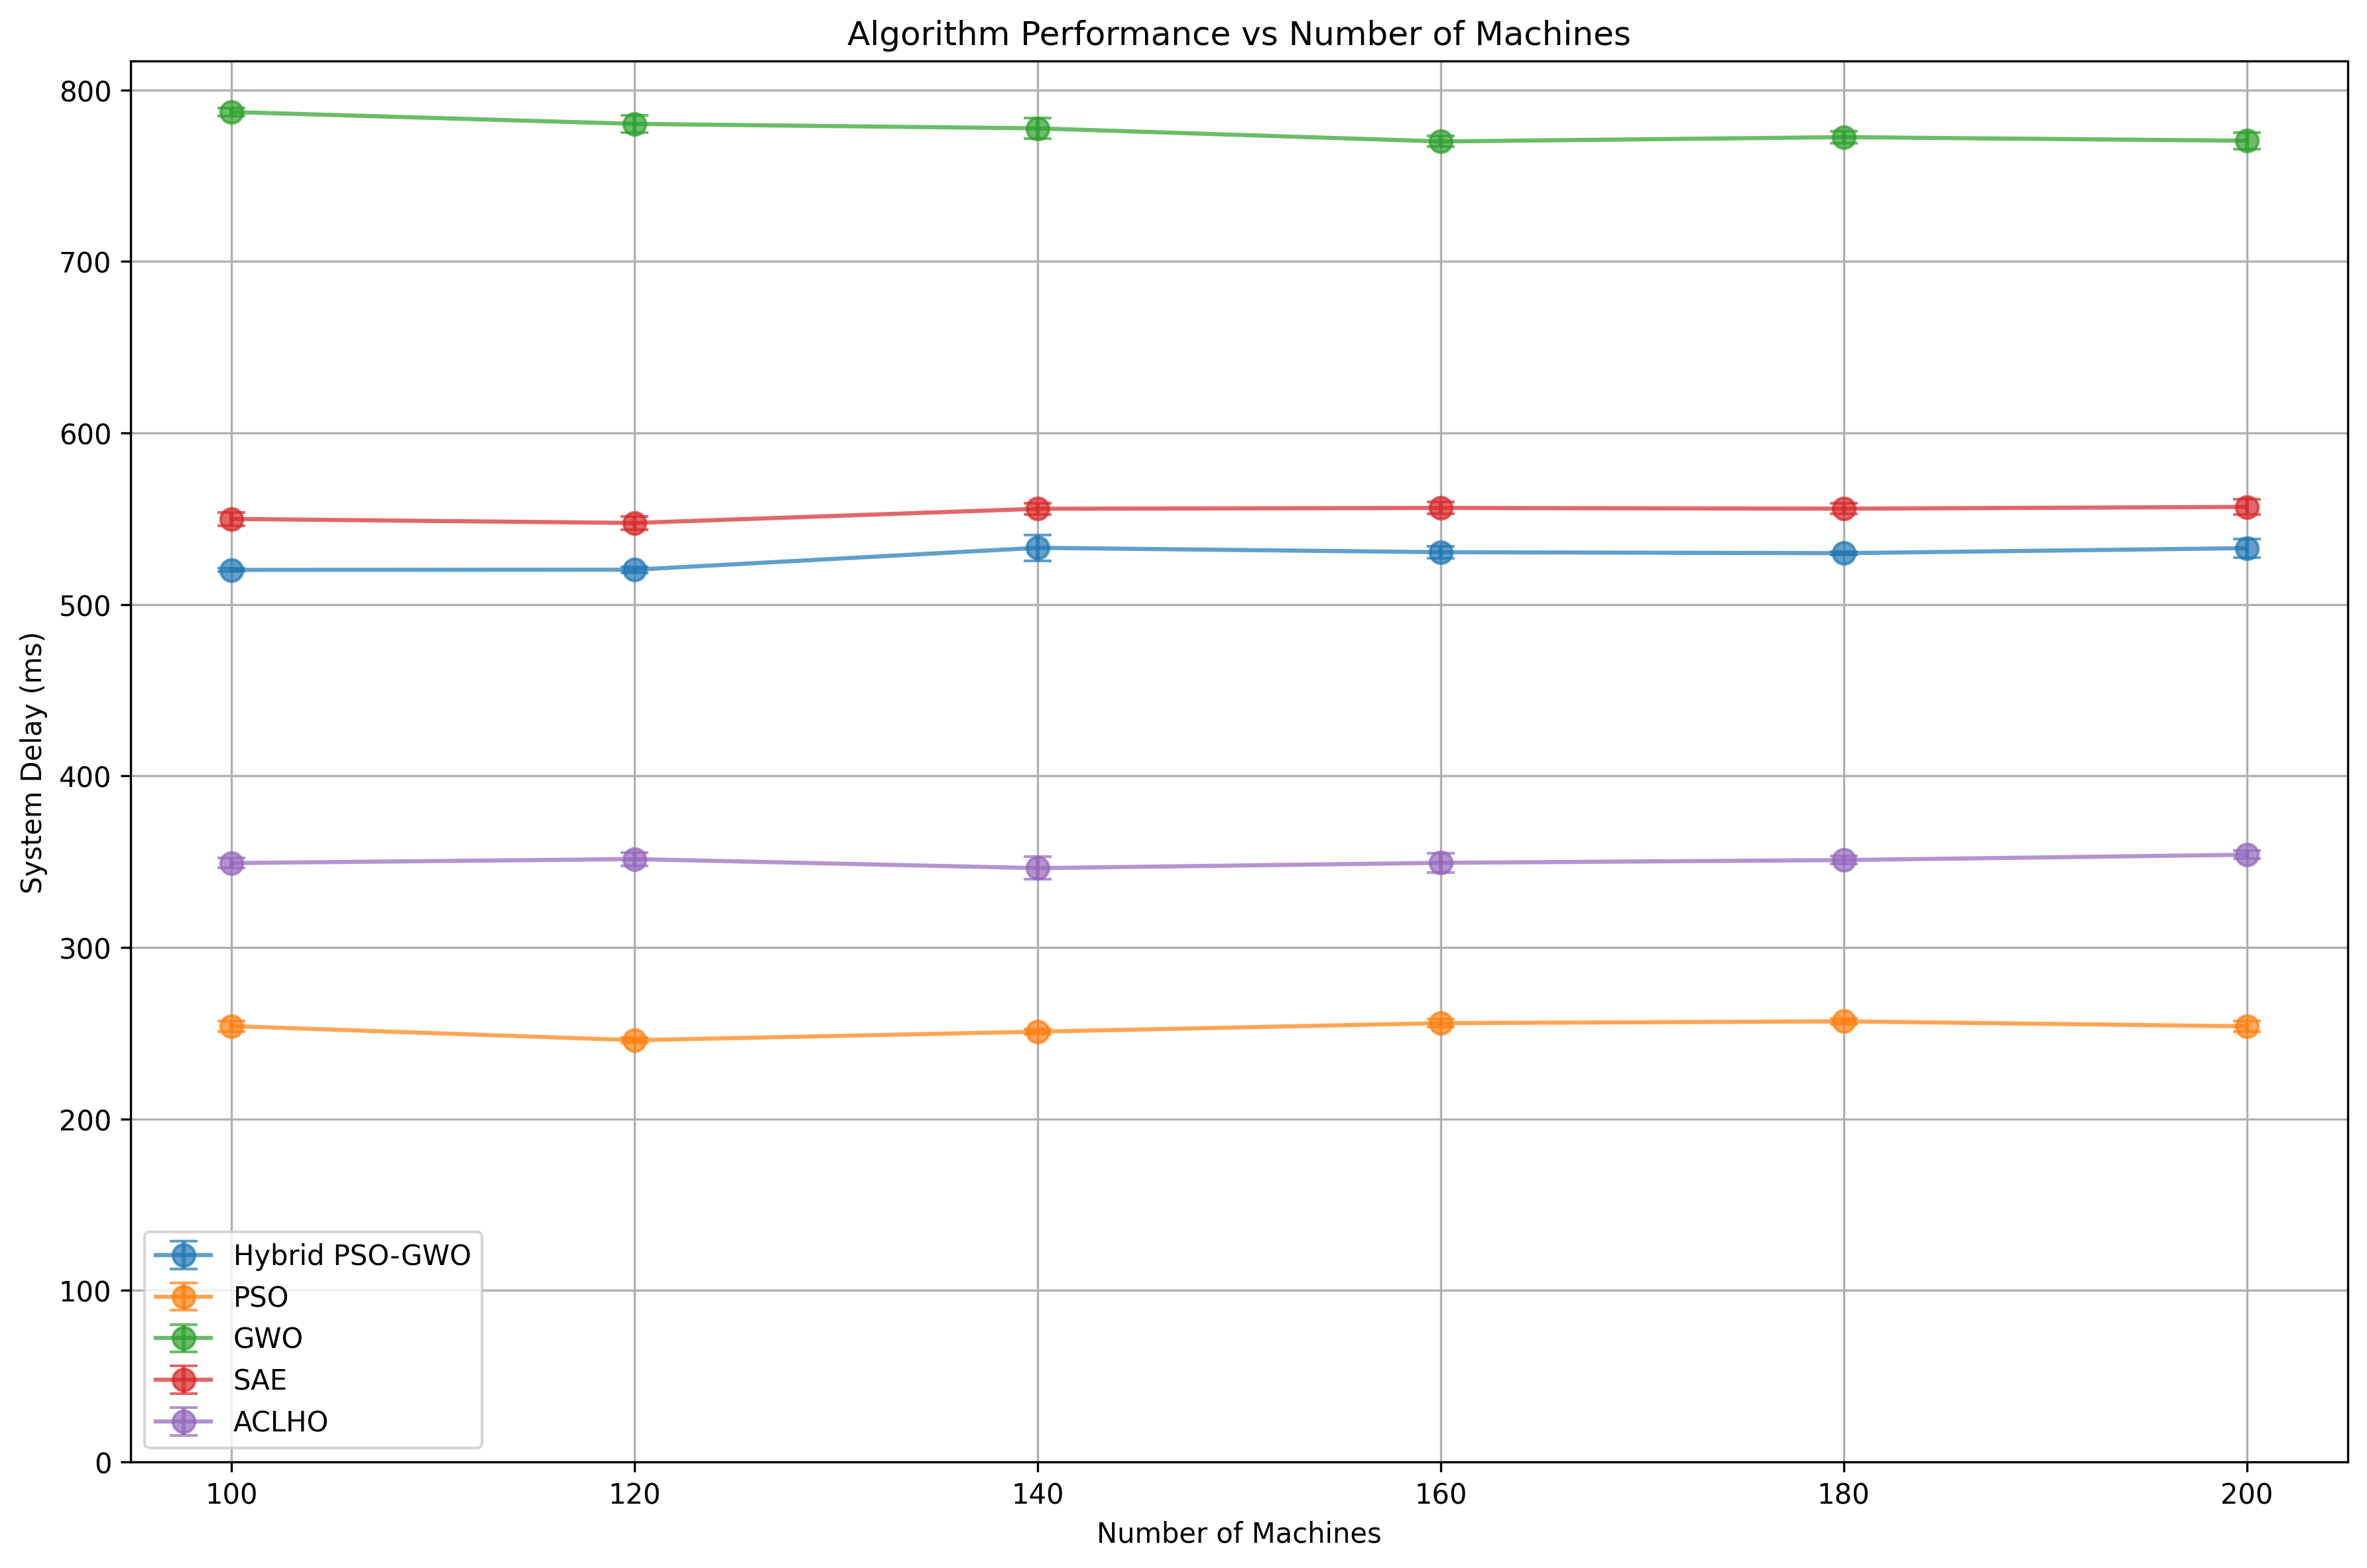 Algorithm Performance vs Number of Machines
System Delay (ms)
800
700
600
500
400
300
200
100
0
Hybrid PSO-GWO
PSO
GWO
SAE
ACLHO
100 120 140 160 180 200
Number of Machines